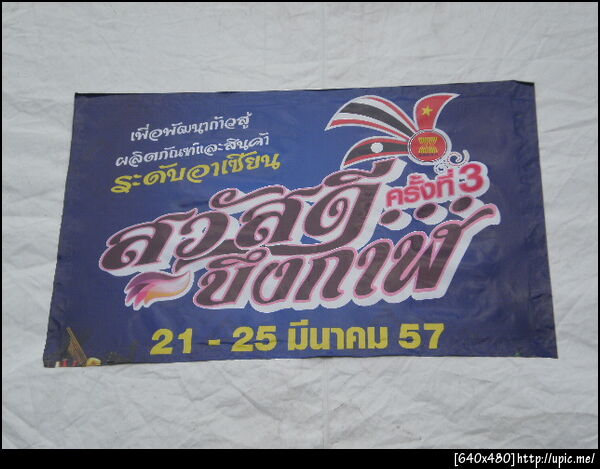 เพื่อพัฒนาก้าวสู่
ผลิตภัณฑ์และสินค้า
ระดับอาเซียน
สวัสดี...
ครั้งที่ 3
บึงกาฬ
21 - 25 มีนาคม 57
[640x480]http://upic.me/